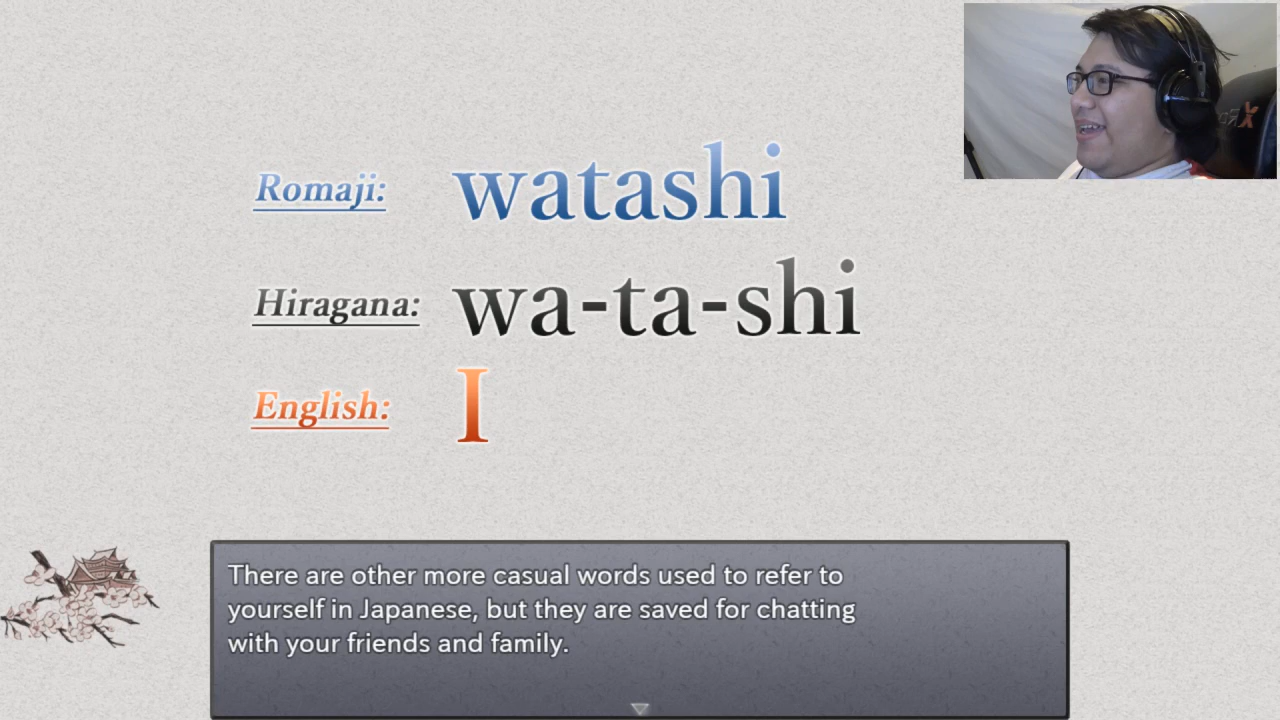 Romaji: watashi
Hiragana: wa-ta-shi
English: I
There are other more casual words used to refer to
yourself in Japanese, but they are saved for chatting
with your friends and family.